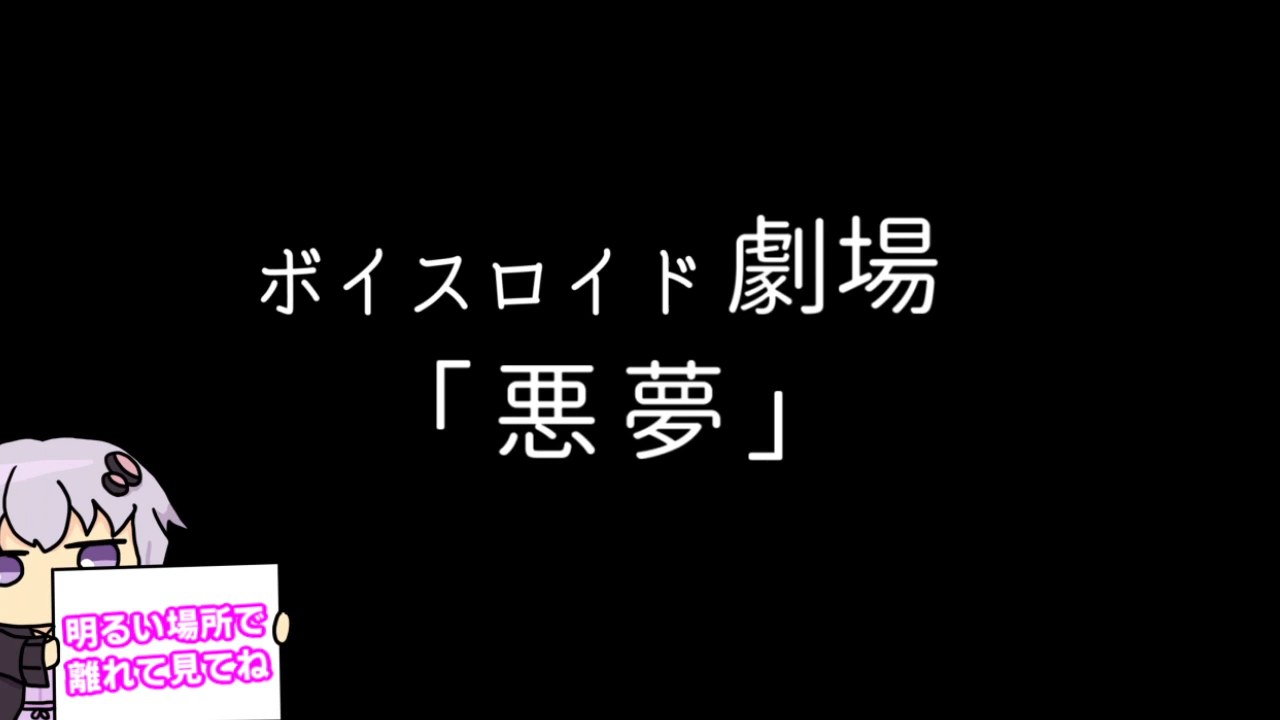 ボイスロイド劇場
「悪夢」
明るい場所で
離れて見てね